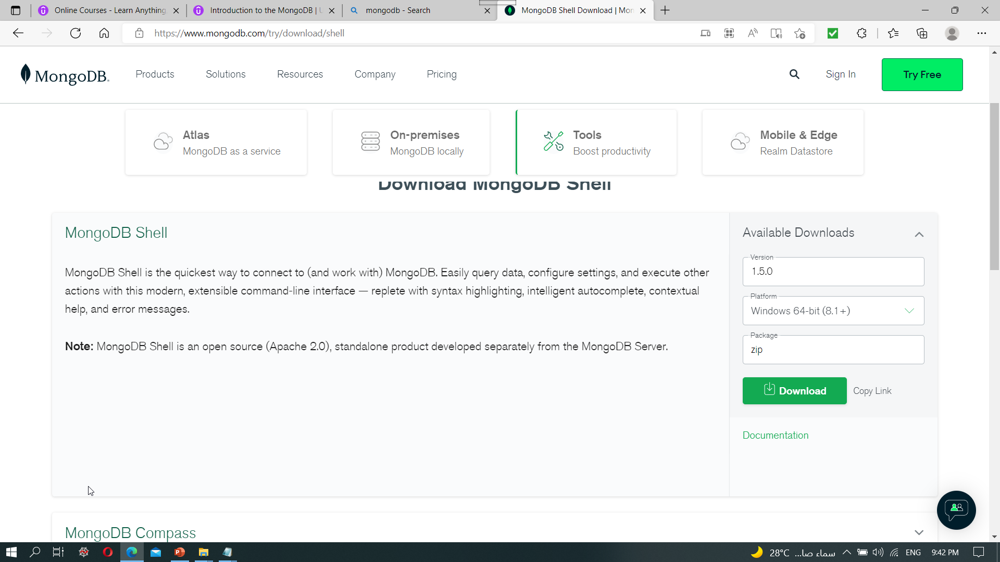 Online Courses - Learn Anything
Introduction to the MongoDB | U
mongodb - Search
MongoDB Shell Download | Mon
https://www.mongodb.com/try/download/shell
MongoDB.
Products
Solutions
Resources
Company
Pricing
Sign In
Try Free
Atlas
MongoDB as a service
On-premises
MongoDB locally
Tools
Boost productivity
Mobile & Edge
Realm Datastore
Download MongoDB Shell
MongoDB Shell
MongoDB Shell is the quickest way to connect to (and work with) MongoDB. Easily query data, configure settings, and execute other
actions with this modern, extensible command-line interface — replete with syntax highlighting, intelligent autocomplete, contextual
help, and error messages.
Note: MongoDB Shell is an open source (Apache 2.0), standalone product developed separately from the MongoDB Server.
Available Downloads
Version
1.5.0
Platform
Windows 64-bit (8.1+)
Package
zip
Download
Copy Link
Documentation
MongoDB Compass
28°C سماء صا...
ENG
9:42 PM